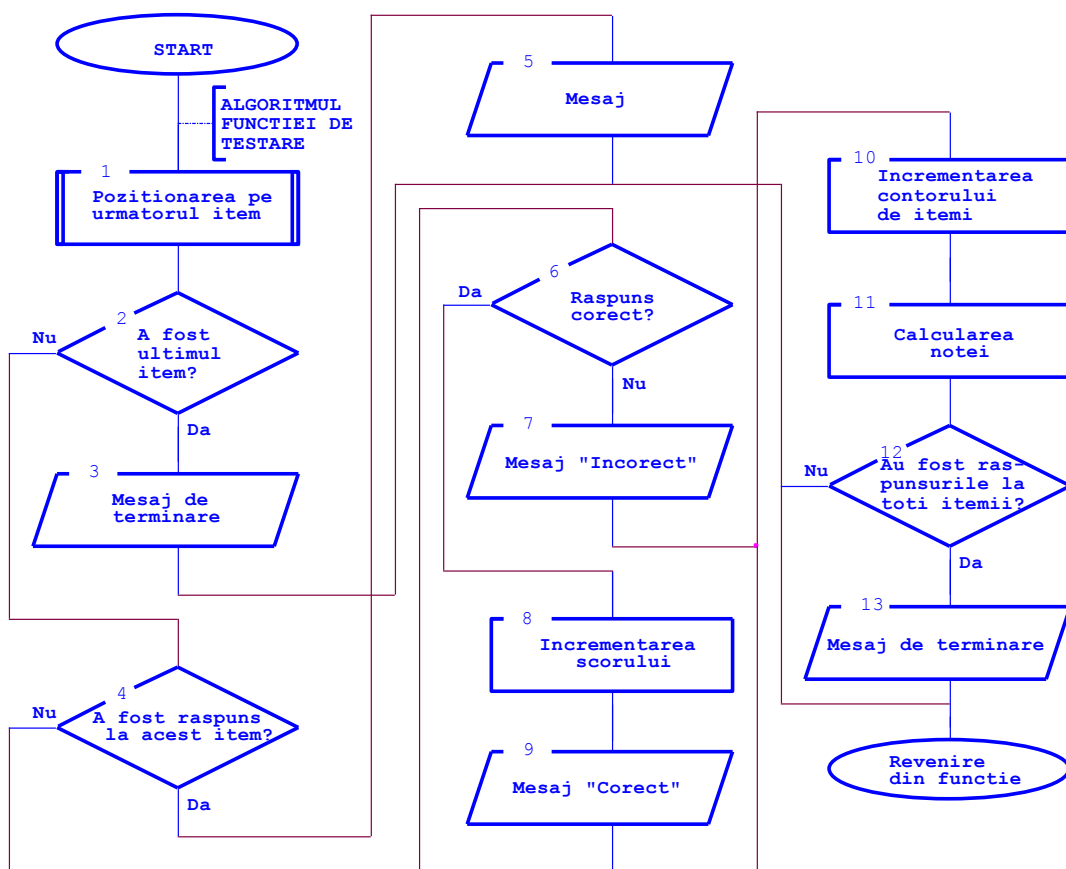 START
ALGORITMUL
FUNCTIEI DE
TESTARE
1
Pozitionarea pe
urmatorul item
2
A fost
ultimul
item?
Nu
Da
3
Mesaj de
terminare
4
A fost raspuns
la acest item?
Nu
Da
5
Mesaj
6
Raspuns
corect?
Da
Nu
7
Mesaj "Incorect"
8
Incrementarea
scorului
9
Mesaj "Corect"
10
Incrementarea
contorului
de itemi
11
Calcularea
notei
12
Au fost ras-
punsurile la
toti itemii?
Nu
Da
13
Mesaj de terminare
Revenire
din functie